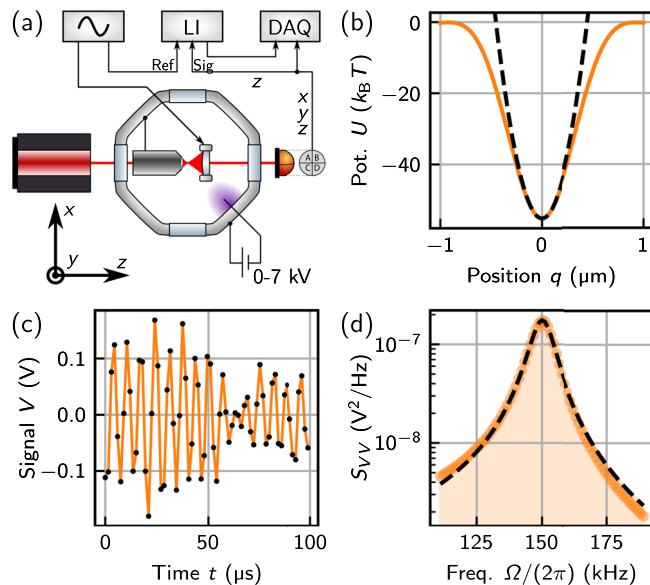 (a)
LI
DAQ
Ref
Sig
z
x
y
z
A B
C D
x
y
z
0-7 kV
(b)
Pot. U (k_B T)
0
−20
−40
−1
0
1
Position q (µm)
(c)
Signal V (V)
0.1
0.0
−0.1
0
50
100
Time t (µs)
(d)
S_VV (V²/Hz)
10⁻⁷
10⁻⁸
125
150
175
Freq. Ω/(2π) (kHz)